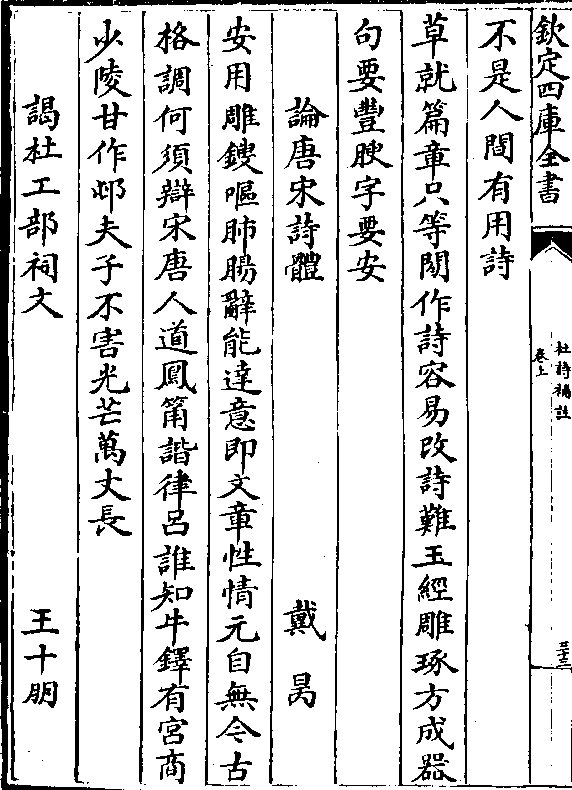 欽定四庫全書
杜詩補註
卷上
三十三
不是人間有用詩
草就篇章只等閒作詩容易改詩難玉經雕琢方成器
句要豐腴字要安
論唐宋詩體 戴昺
安用雕鎪嘔肺腸辭能達意即文章性情元自無今古
格調何須辯宋唐人道鳳筩諧律呂誰知牛鐸有宮商
少陵甘作邨夫子不害光芒萬丈長
謁杜工部祠文 王十朋